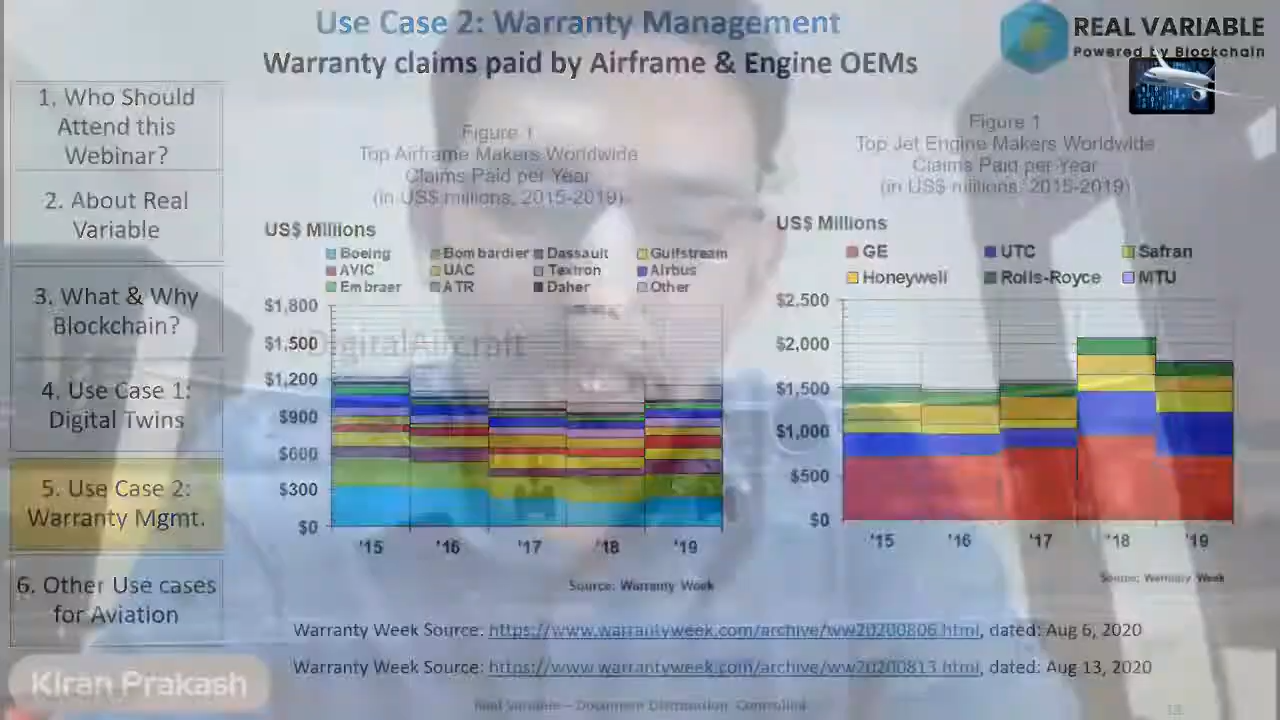 Use Case 2: Warranty Management
Warranty claims paid by Airframe & Engine OEMs
REAL VARIABLE
Powered by Blockchain
1. Who Should
Attend this
Webinar?
2. About Real
Variable
3. What & Why
Blockchain?
4. Use Case 1:
Digital Twins
5. Use Case 2:
Warranty Mgmt.
6. Other Use cases
for Aviation
Figure 1
Top Airframe Makers Worldwide
Claims Paid per Year
(in US$ millions, 2015-2019)
US$ Millions
Boeing Bombardier Dassault Gulfstream
AVIC UAC Textron Airbus
Embraer ATR Daher Other
$1,800
$1,500
$1,200
$900
$600
$300
$0
'15 '16 '17 '18 '19
Source: Warranty Week
#DigitalAircraft
Figure 1
Top Jet Engine Makers Worldwide
Claims Paid per Year
(in US$ millions, 2015-2019)
US$ Millions
GE UTC Safran
Honeywell Rolls-Royce MTU
$2,500
$2,000
$1,500
$1,000
$500
$0
'15 '16 '17 '18 '19
Source: Warranty Week
Warranty Week Source: https://www.warrantyweek.com/archive/ww20200806.html, dated: Aug 6, 2020
Warranty Week Source: https://www.warrantyweek.com/archive/ww20200813.html, dated: Aug 13, 2020
Kiran Prakash
Real Variable – Document Distribution: Controlled